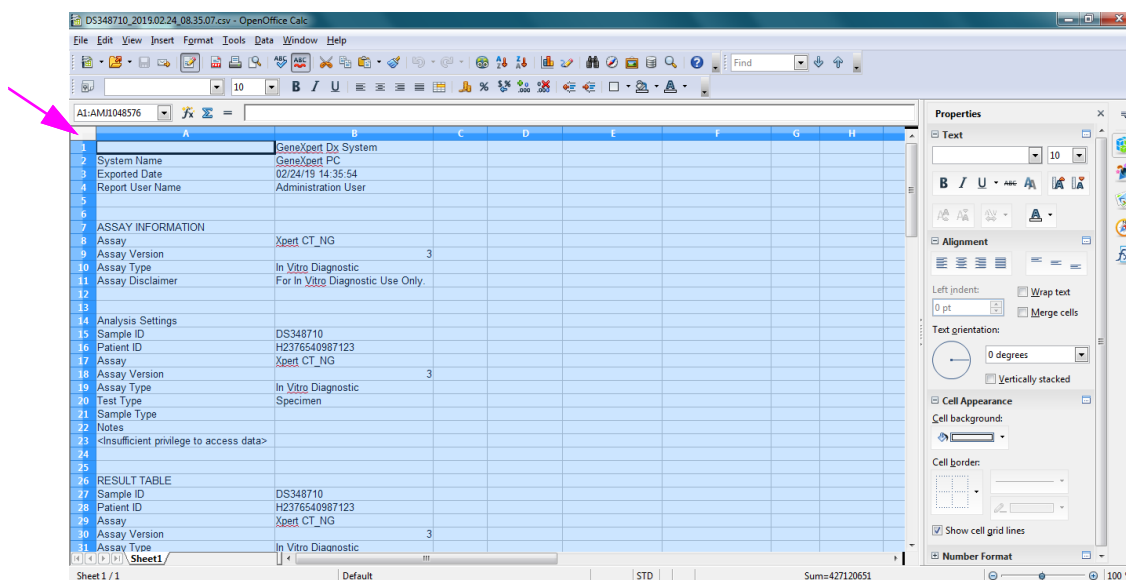 DS348710_2019.02.24_08.35.07.csv - OpenOffice Calc
File Edit View Insert Format Tools Data Window Help
Find
10 B I U
A1:AMJ1048576 =
A B C D E F G H
1 GeneXpert Dx System
2 System Name GeneXpert PC
3 Exported Date 02/24/19 14:35:54
4 Report User Name Administration User
5
6
7 ASSAY INFORMATION
8 Assay Xpert CT_NG
9 Assay Version 3
10 Assay Type In Vitro Diagnostic
11 Assay Disclaimer For In Vitro Diagnostic Use Only.
12
13
14 Analysis Settings
15 Sample ID DS348710
16 Patient ID H2376540987123
17 Assay Xpert CT_NG
18 Assay Version 3
19 Assay Type In Vitro Diagnostic
20 Test Type Specimen
21 Sample Type
22 Notes
23 <Insufficient privilege to access data>
24
25
26 RESULT TABLE
27 Sample ID DS348710
28 Patient ID H2376540987123
29 Assay Xpert CT_NG
30 Assay Version 3
31 Assay Type In Vitro Diagnostic
Sheet1
Sheet 1 / 1 Default STD Sum=427120651 100 %
Properties
Text
10
B I U ABC
Alignment
Left indent: Wrap text
0 pt Merge cells
Text orientation:
0 degrees
Vertically stacked
Cell Appearance
Cell background:
Cell border:
Show cell grid lines
Number Format